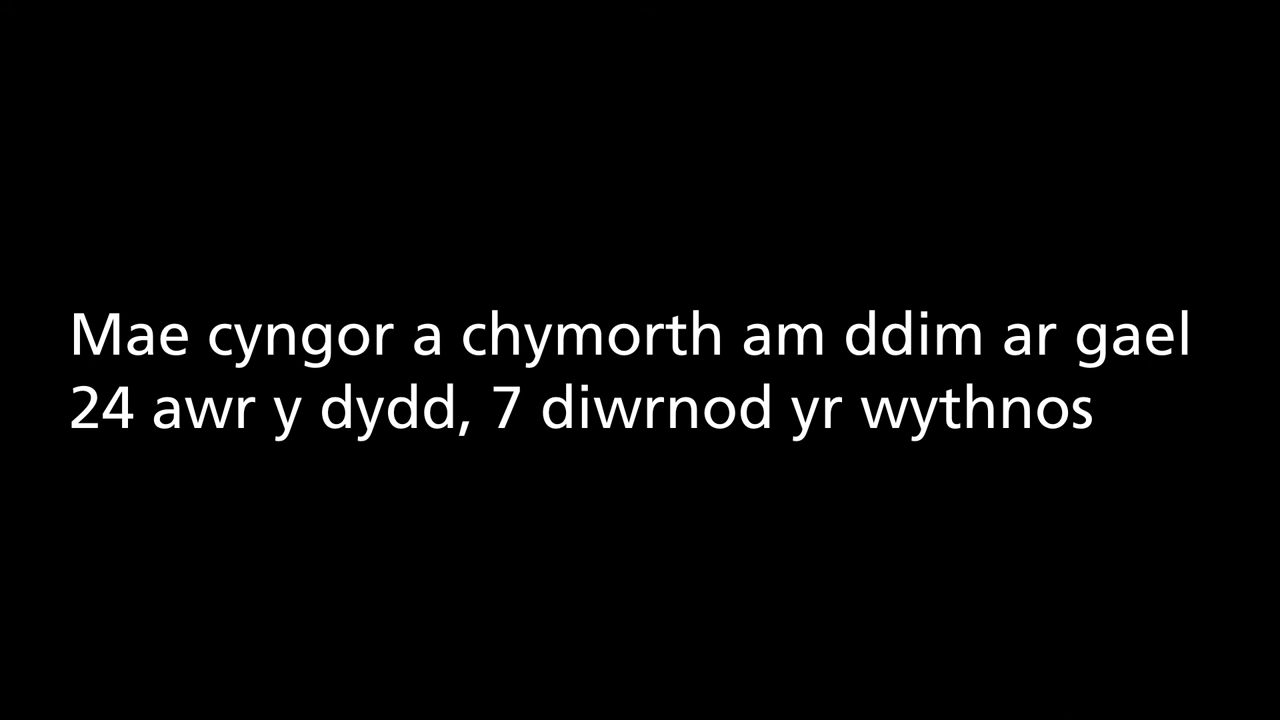 Mae cyngor a chymorth am ddim ar gael
24 awr y dydd, 7 diwrnod yr wythnos